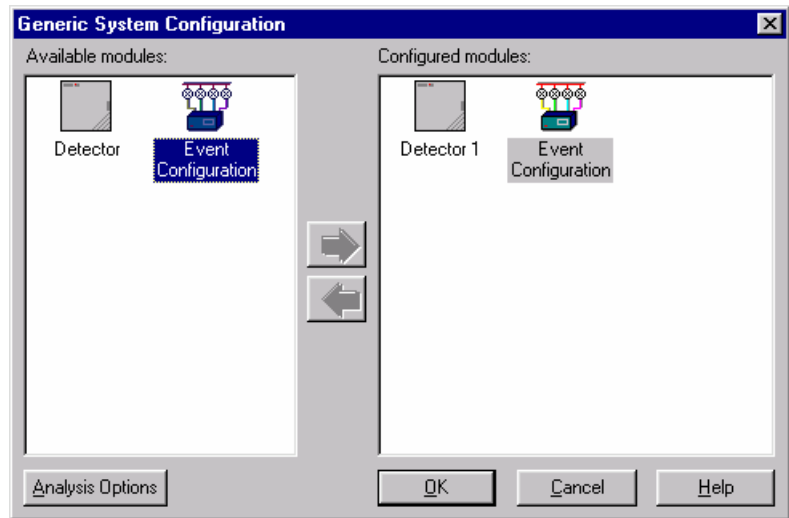 Generic System Configuration
Available modules:
Configured modules:
Detector
Event
Configuration
Detector 1
Event
Configuration
Analysis Options
OK
Cancel
Help